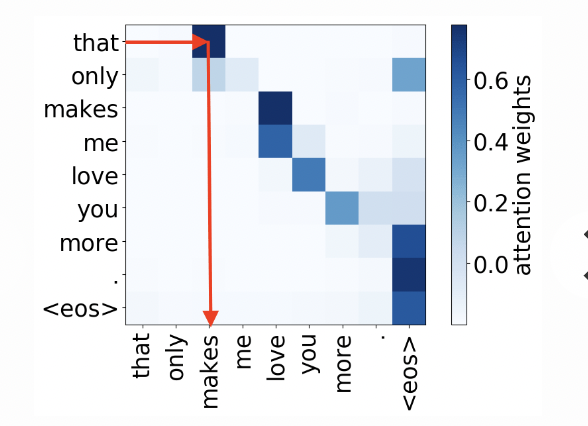 that
only
makes
me
love
you
more
.
<eos>
that
only
makes
me
love
you
more
.
<eos>
0.6
0.4
0.2
0.0
attention weights